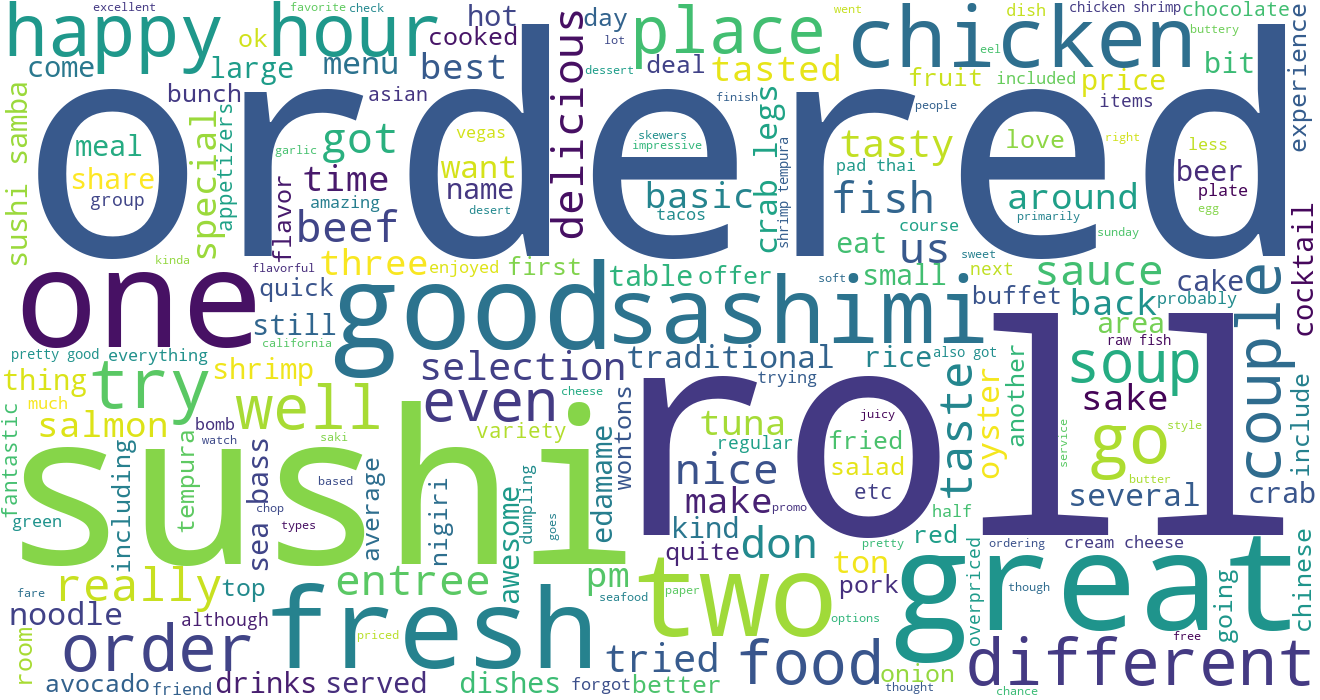 happy
hour
excellent
favorite
check
hot
day
lot
place
chicken
went
dish
chicken shrimp
chocolate
buttery
ok
come
large
menu
cooked
best
dessert
deal
tasted
eel
fruit
included
price
bit
experience
bunch
asian
delicious
finish
people
items
ordered
sushi samba
meal
share
group
special
appetizers
garlic
got
time
amazing
beef
flavor
vegas
want
name
desert
skewers
impressive
basic
tacos
crab legs
shrimp tempura
tasty
pad thai
fish
eat
us
course
love
around
primarily
right
sunday
less
beer
plate
egg
cocktail
kinda
flavorful
three
enjoyed
first
table
offer
soft
small
sweet
next
sauce
cake
one
quick
still
california
good
sashimi
buffet
back
probably
area
raw fish
couple
pretty good
everything
thing
much
try
shrimp
selection
traditional
trying
rice
also got
another
soup
sake
include
fantastic
salmon
well
even
cheese
wontons
tuna
regular
roll
juicy
fried
salad
etc
taste
oyster
service
go
style
butter
bomb
watch
saki
variety
including
tempura
sea bass
based
chop
types
average
nigiri
awesome
dumpling
goes
edamame
nice
make
promo
kind
quite
don
half
red
several
crab
green
sushi
pretty
ordering
cream cheese
chinese
fare
really
top
entree
pm
seafood
paper
two
ton
pork
options
overpriced
great
though
free
going
noodle
although
room
order
fresh
priced
tried
food
onion
thought
different
chance
avocado
friend
drinks
served
dishes
forgot
better